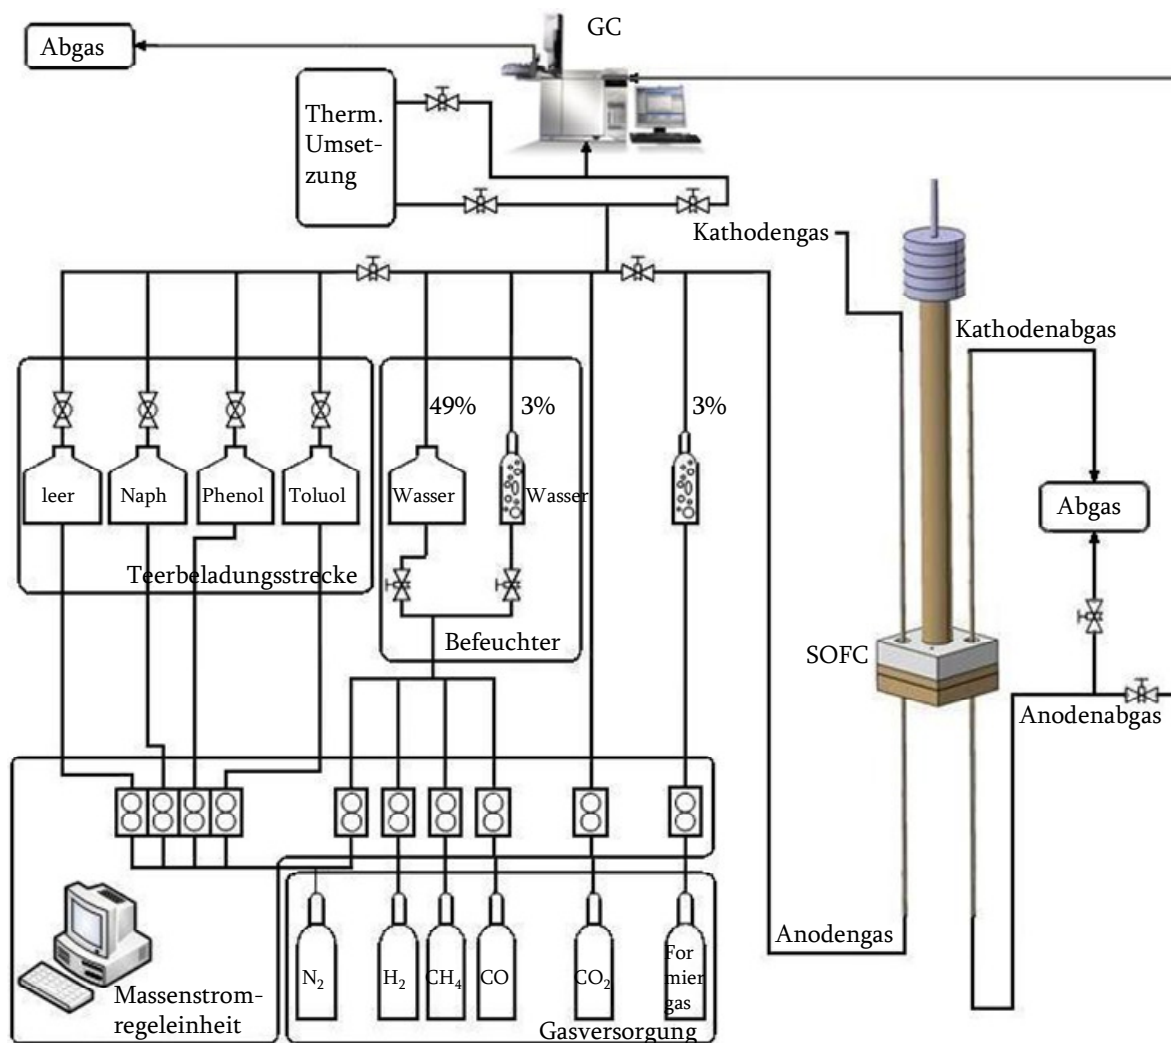 GC
Abgas
Therm.
Umset-
zung
Kathodengas
Kathodenabgas
49%
3%
3%
leer
Naph
Phenol
Toluol
Wasser
Wasser
Abgas
Teerbeladungsstrecke
Befeuchter
SOFC
Anodenabgas
Anodengas
N2
H2
CH4
CO
CO2
For
mier
gas
Massenstrom-
regeleinheit
Gasversorgung